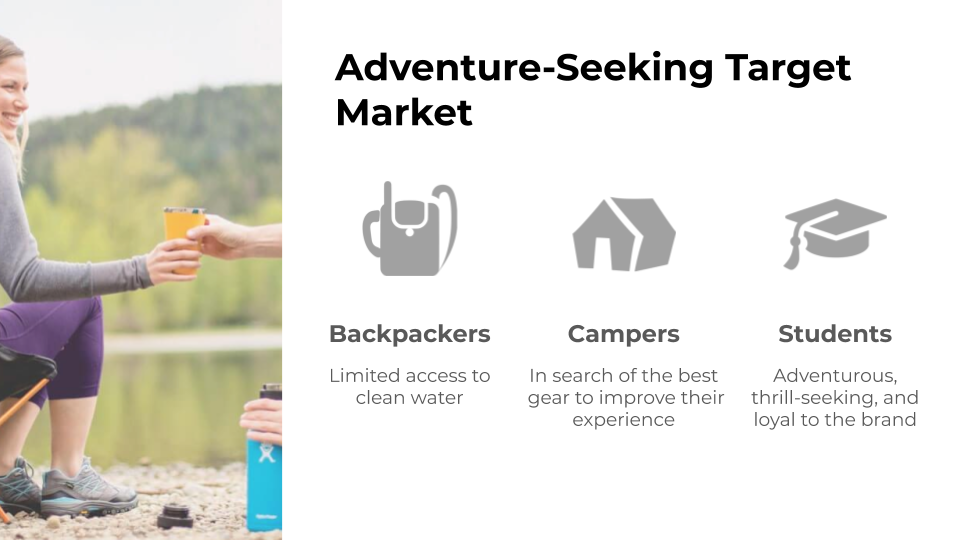 Adventure-Seeking Target
Market
Backpackers
Limited access to
clean water
Campers
In search of the best
gear to improve their
experience
Students
Adventurous,
thrill-seeking, and
loyal to the brand